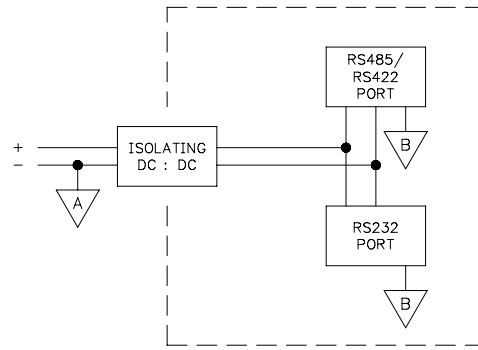 RS485/
RS422
PORT
B
+
-
ISOLATING
DC : DC
A
RS232
PORT
B